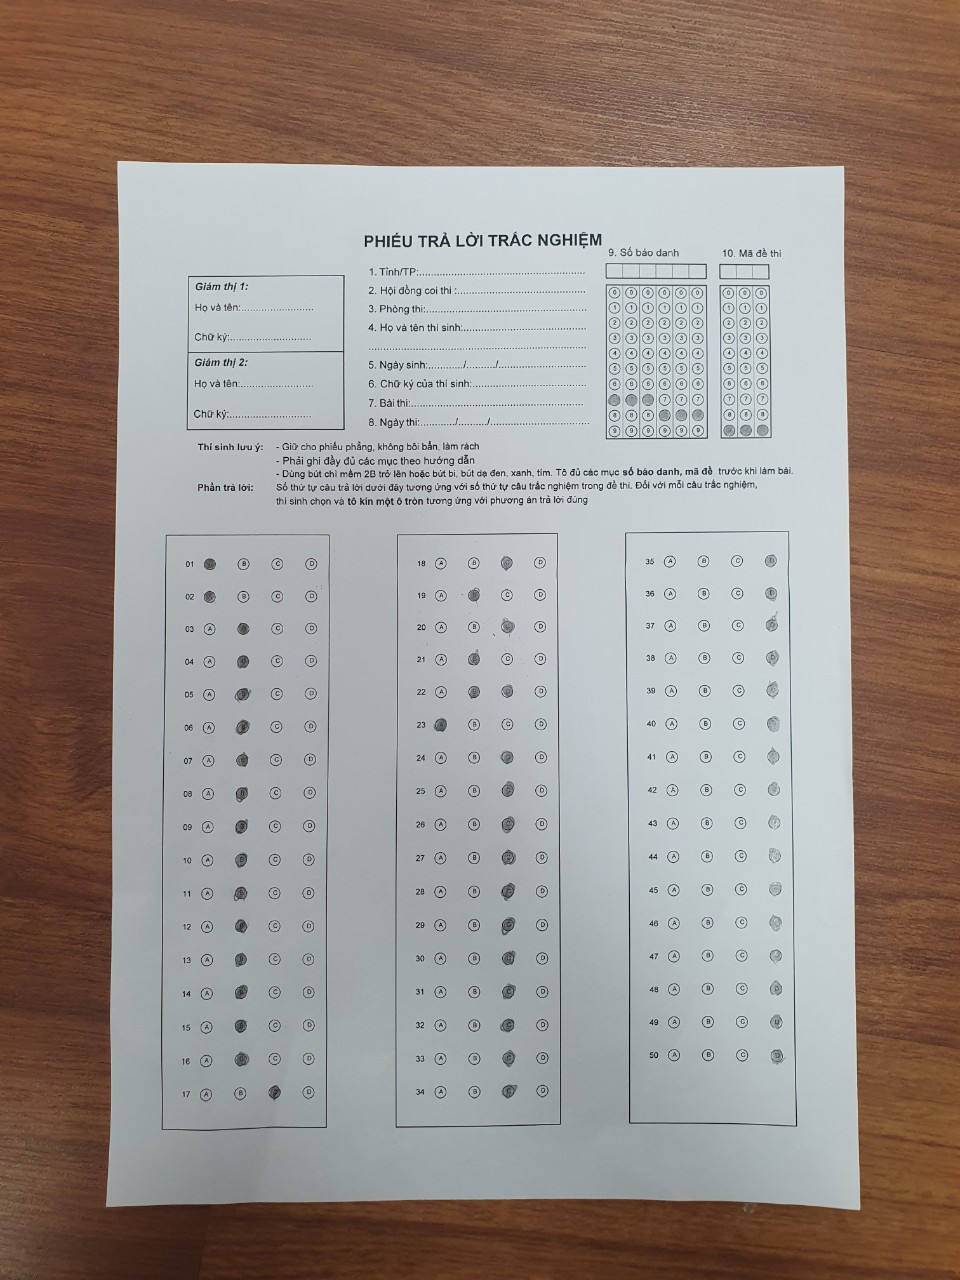 PHIẾU TRẢ LỜI TRẮC NGHIỆM
Giám thị 1:
Họ và tên:........................
Chữ ký:...........................
Giám thị 2:
Họ và tên:........................
Chữ ký:...........................
1. Tỉnh/TP:........................................................
2. Hội đồng coi thi :...........................................
3. Phòng thi:.....................................................
4. Họ và tên thí sinh:.........................................
.........................................................................
5. Ngày sinh:............/........../.............................
6. Chữ ký của thí sinh:......................................
7. Bài thi:..........................................................
8. Ngày thi:.........../........../.................................
9. Số báo danh
0 0 0 0 0 0
1 1 1 1 1 1
2 2 2 2 2 2
3 3 3 3 3 3
4 4 4 4 4 4
5 5 5 5 5 5
6 6 6 6 6 6
7 7 7
8 8 8
9 9 9 9 9 9
10. Mã đề thi
0 0 0
1 1 1
2 2 2
3 3 3
4 4 4
5 5 5
6 6 6
7 7 7
8 8 8
Thí sinh lưu ý: - Giữ cho phiếu phẳng, không bôi bẩn, làm rách
- Phải ghi đầy đủ các mục theo hướng dẫn
- Dùng bút chì mềm 2B trở lên hoặc bút bi, bút dạ đen, xanh, tím. Tô đủ các mục số báo danh, mã đề trước khi làm bài.
Phần trả lời: Số thứ tự câu trả lời dưới đây tương ứng với số thứ tự câu trắc nghiệm trong đề thi. Đối với mỗi câu trắc nghiệm,
thí sinh chọn và tô kín một ô tròn tương ứng với phương án trả lời đúng
01 B C D
02 B C D
03 A C D
04 A C D
05 A C D
06 A B C D
07 A C D
08 A B C D
09 A C D
10 A C D
11 A B C D
12 A C D
13 A C D
14 A C D
15 A C D
16 A C D
17 A B D
18 A B D
19 A B C D
20 A B D
21 A C D
22 A D
23 B C D
24 A B C D
25 A B C D
26 A B C D
27 A B C D
28 A B C D
29 A B C D
30 A B C D
31 A B C D
32 A B C D
33 A B C D
34 A B C D
35 A B C D
36 A B C D
37 A B C
38 A B C D
39 A B C
40 A B C
41 A B C
42 A B C
43 A B C
44 A B C
45 A B C
46 A B C
47 A B C
48 A B C D
49 A B C D
50 A B C D